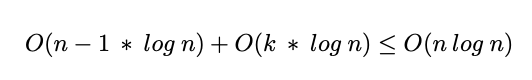 O(n − 1 * log n) + O(k * log n) ≤ O(n log n)